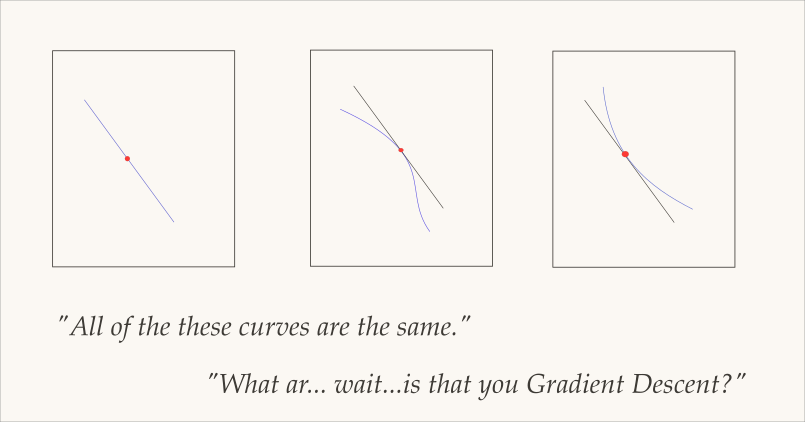 "All of the these curves are the same."
"What ar... wait...is that you Gradient Descent?"